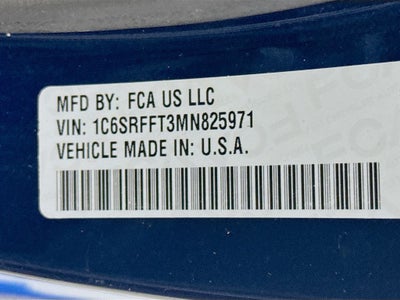 MFD BY: FCA US LLC
VIN: 1C6SRFFT3MN825971
VEHICLE MADE IN: U.S.A.